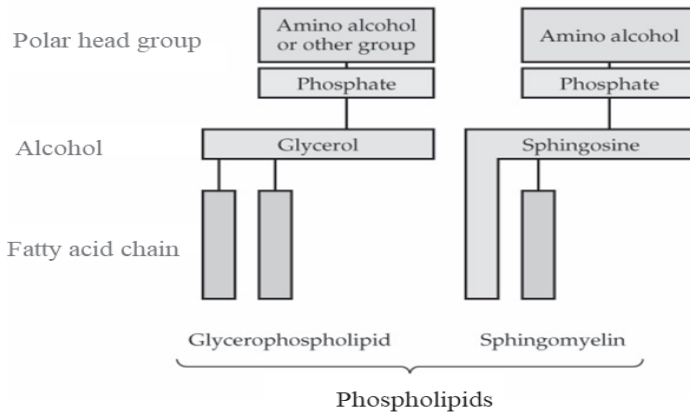 Polar head group
Amino alcohol
or other group
Amino alcohol
Phosphate
Phosphate
Alcohol
Glycerol
Sphingosine
Fatty acid chain
Glycerophospholipid
Sphingomyelin
Phospholipids